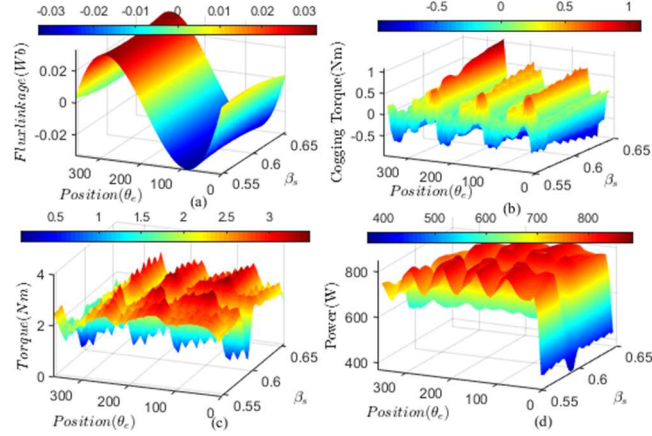 -0.03 -0.02 -0.01 0 0.01 0.02 0.03
Fluxlinkage(Wb)
0.02
0
-0.02
300
200
100
0
Position(θe)
0.55
0.6
0.65
βs
(a)
-0.5 0 0.5 1
Cogging Torque(Nm)
1
0.5
0
-0.5
300
200
100
0
Position(θe)
0.55
0.6
0.65
βs
(b)
0.5 1 1.5 2 2.5 3
Torque(Nm)
4
2
0
300
200
100
0
Position(θe)
0.55
0.6
0.65
βs
(c)
400 500 600 700 800
Power(W)
800
600
400
300
200
100
0
Position(θe)
0.55
0.6
0.65
βs
(d)